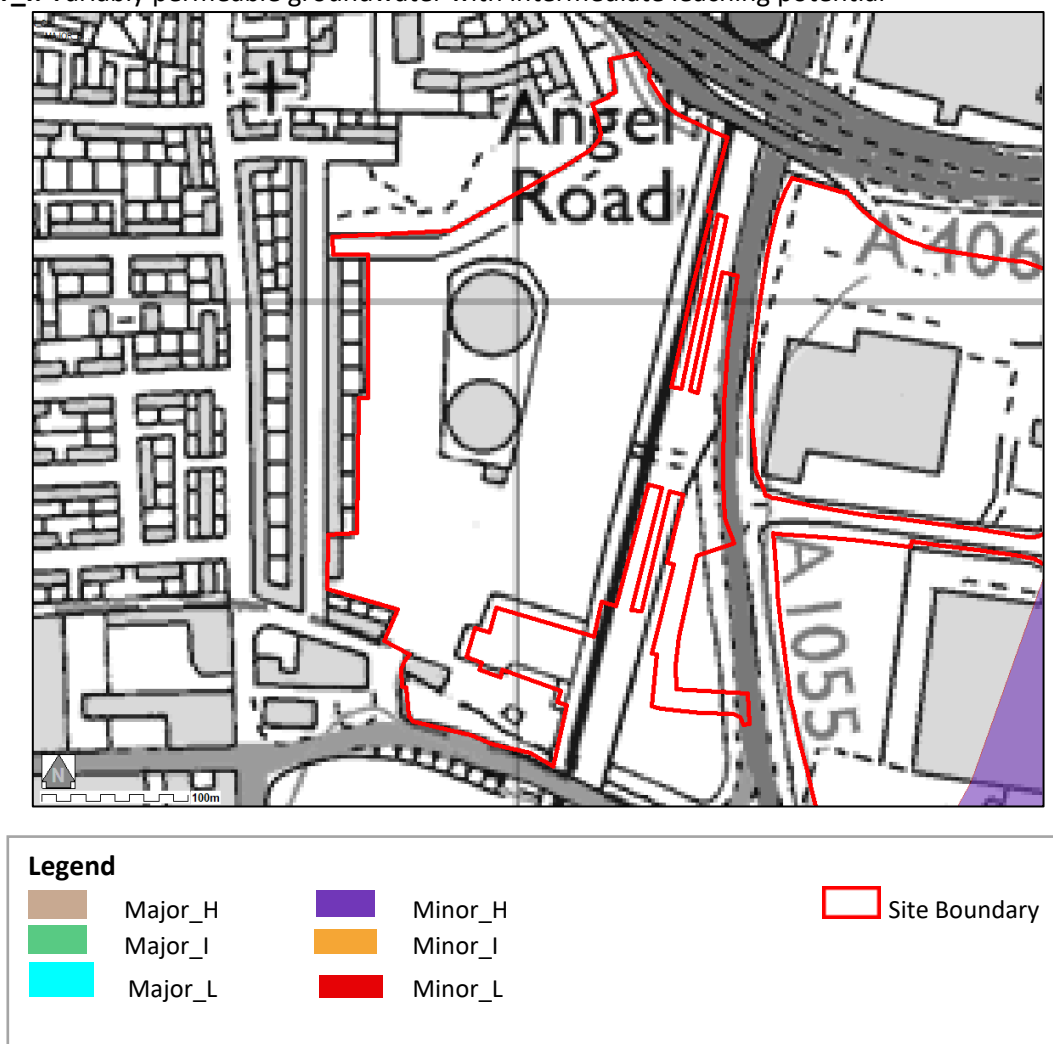 Variably permeable groundwater with intermediate leaching potential
Angel
Road
A 406
A 1055
N
100m
Legend
Major_H
Minor_H
Site Boundary
Major_I
Minor_I
Major_L
Minor_L